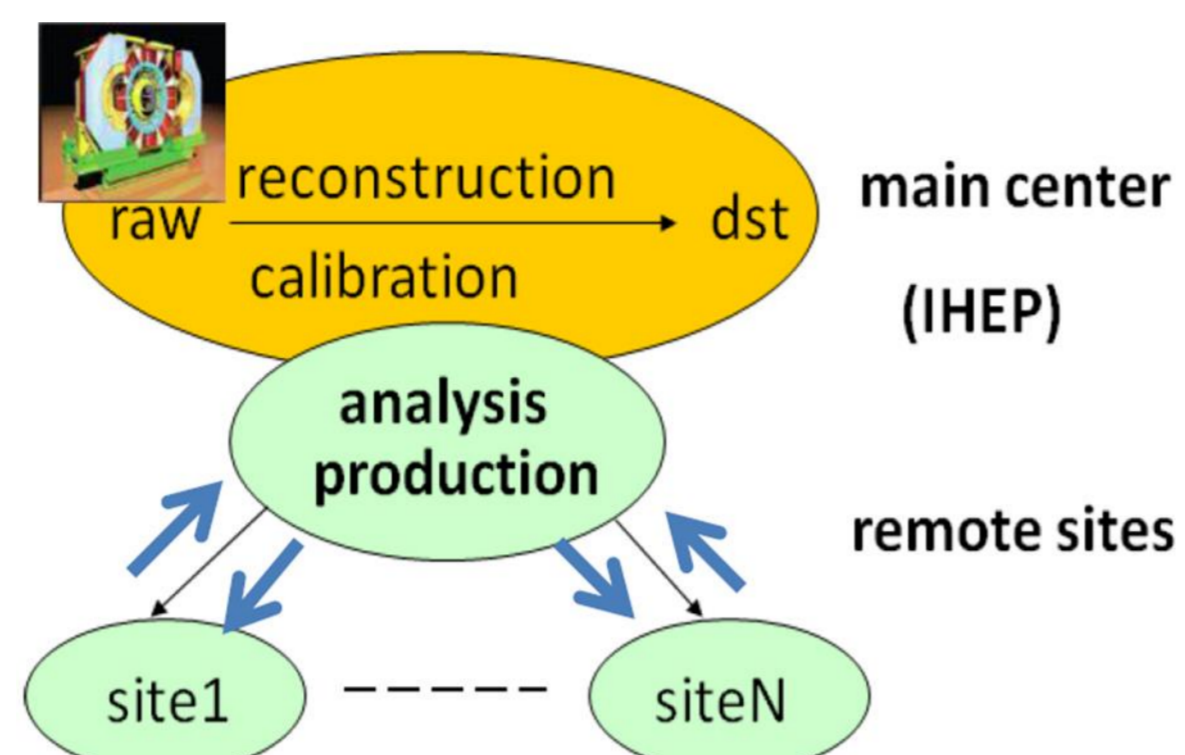 reconstruction
raw
dst
calibration
main center
(IHEP)
analysis
production
remote sites
site1
siteN